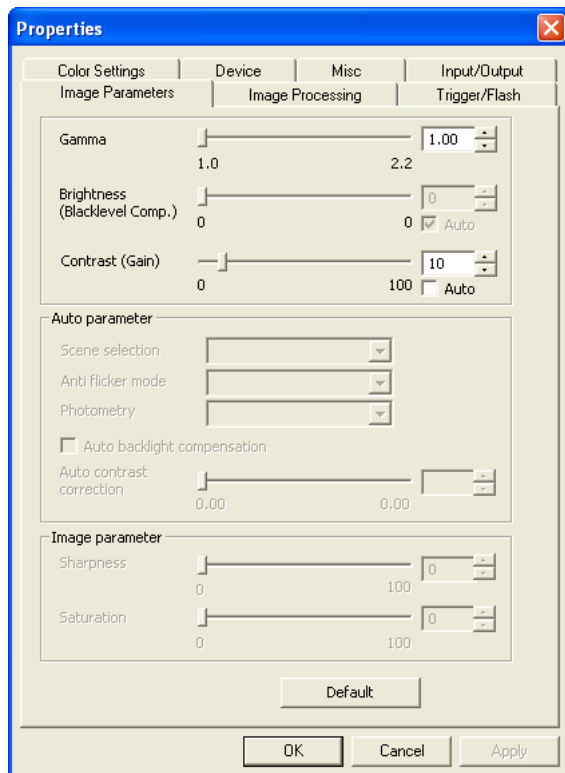 Properties
Color Settings Device Misc Input/Output
Image Parameters Image Processing Trigger/Flash
Gamma 1.00
1.0 2.2
Brightness
(Blacklevel Comp.) 0
0 0 Auto
Contrast (Gain) 10
0 100 Auto
Auto parameter
Scene selection
Anti flicker mode
Photometry
Auto backlight compensation
Auto contrast
correction
0.00 0.00
Image parameter
Sharpness 0
0 100
Saturation 0
0 100
Default
OK Cancel Apply